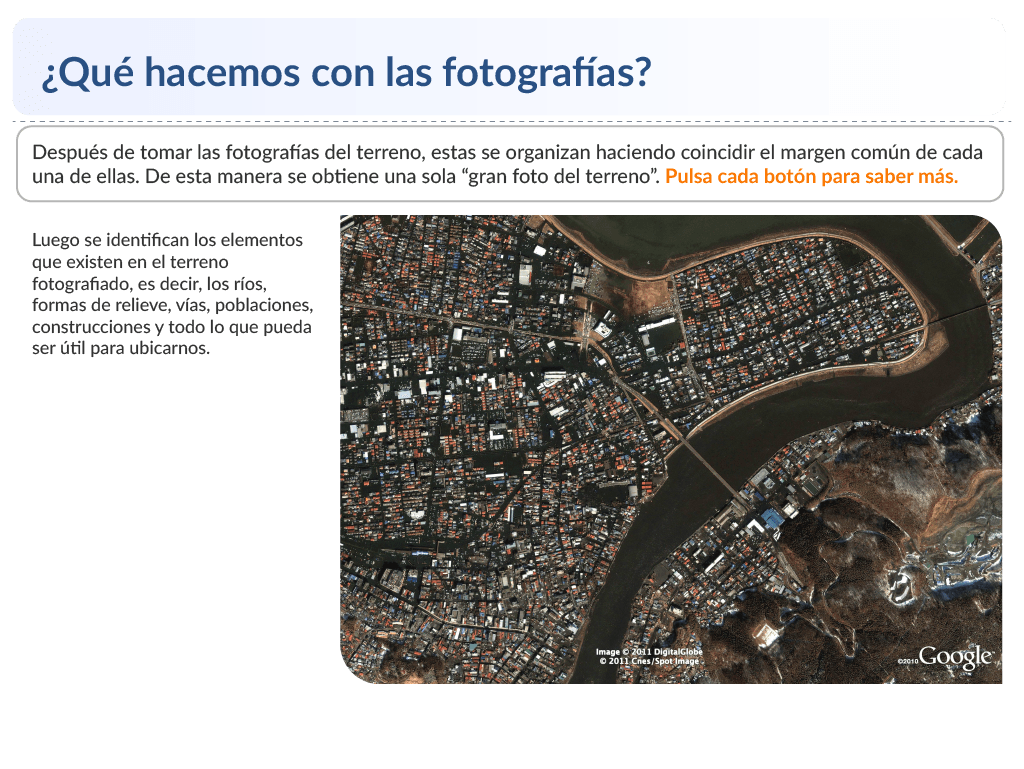 ¿Qué hacemos con las fotografías?
Después de tomar las fotografías del terreno, estas se organizan haciendo coincidir el margen común de cada
una de ellas. De esta manera se obtiene una sola “gran foto del terreno”. Pulsa cada botón para saber más.
Luego se identifican los elementos
que existen en el terreno
fotografiado, es decir, los ríos,
formas de relieve, vías, poblaciones,
construcciones y todo lo que pueda
ser útil para ubicarnos.
Image © 2011 DigitalGlobe
© 2011 Cnes/Spot Image
©2010 Google